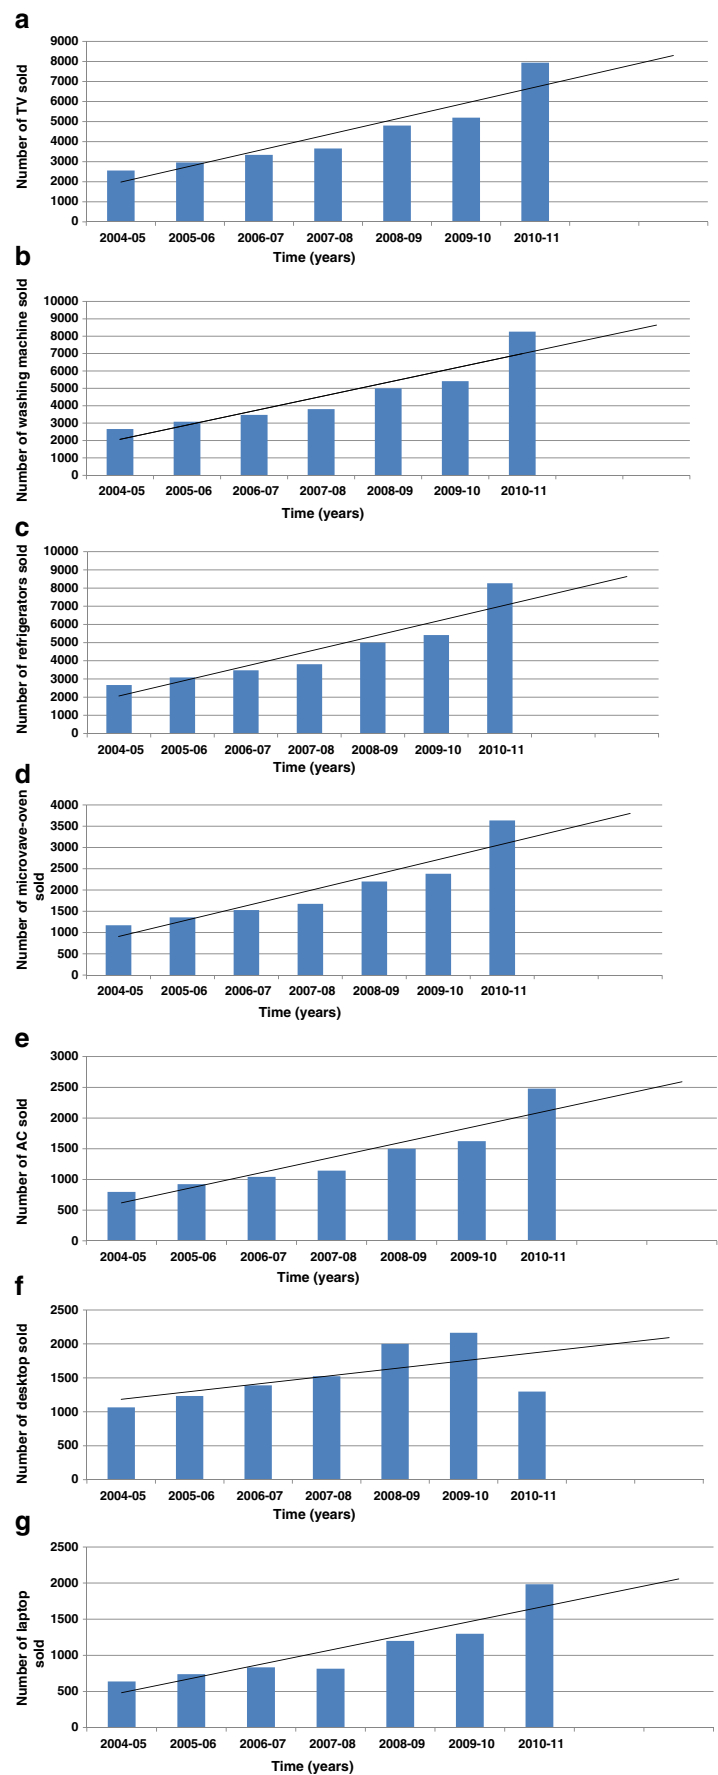 a
Number of TV sold
9000
8000
7000
6000
5000
4000
3000
2000
1000
0
2004-05 2005-06 2006-07 2007-08 2008-09 2009-10 2010-11
Time (years)
b
Number of washing machine sold
10000
9000
8000
7000
6000
5000
4000
3000
2000
1000
0
2004-05 2005-06 2006-07 2007-08 2008-09 2009-10 2010-11
Time (years)
c
Number of refrigerators sold
10000
9000
8000
7000
6000
5000
4000
3000
2000
1000
0
2004-05 2005-06 2006-07 2007-08 2008-09 2009-10 2010-11
Time (years)
d
Number of microvave-oven
sold
4000
3500
3000
2500
2000
1500
1000
500
0
2004-05 2005-06 2006-07 2007-08 2008-09 2009-10 2010-11
Time (years)
e
Number of AC sold
3000
2500
2000
1500
1000
500
0
2004-05 2005-06 2006-07 2007-08 2008-09 2009-10 2010-11
Time (years)
f
Number of desktop sold
2500
2000
1500
1000
500
0
2004-05 2005-06 2006-07 2007-08 2008-09 2009-10 2010-11
Time (years)
g
Number of laptop
sold
2500
2000
1500
1000
500
0
2004-05 2005-06 2006-07 2007-08 2008-09 2009-10 2010-11
Time (years)